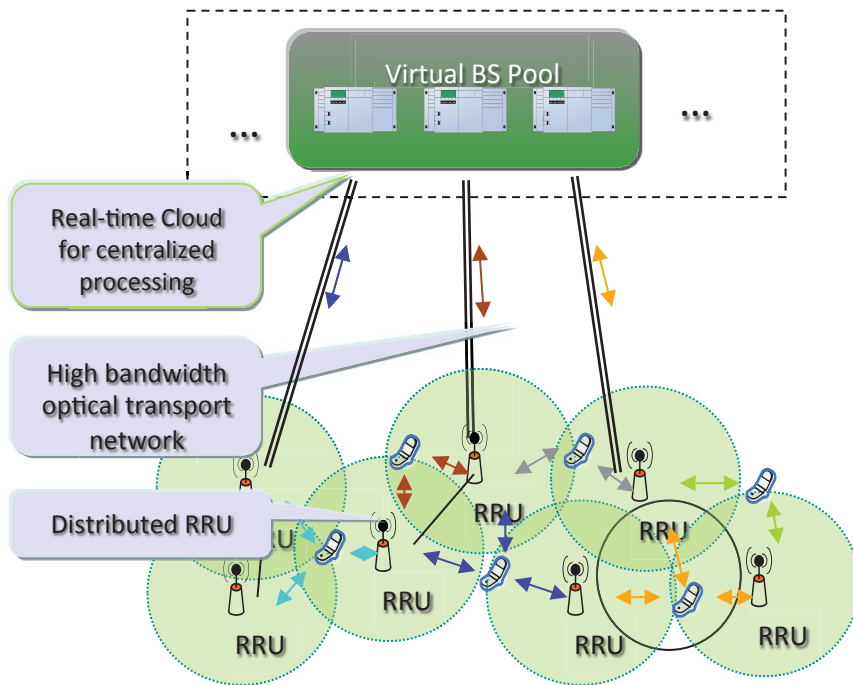 Virtual BS Pool
...
...
Real-time Cloud
for centralized
processing
High bandwidth
optical transport
network
Distributed RRU
RRU
RRU
RRU
RRU
RRU
RRU
RRU